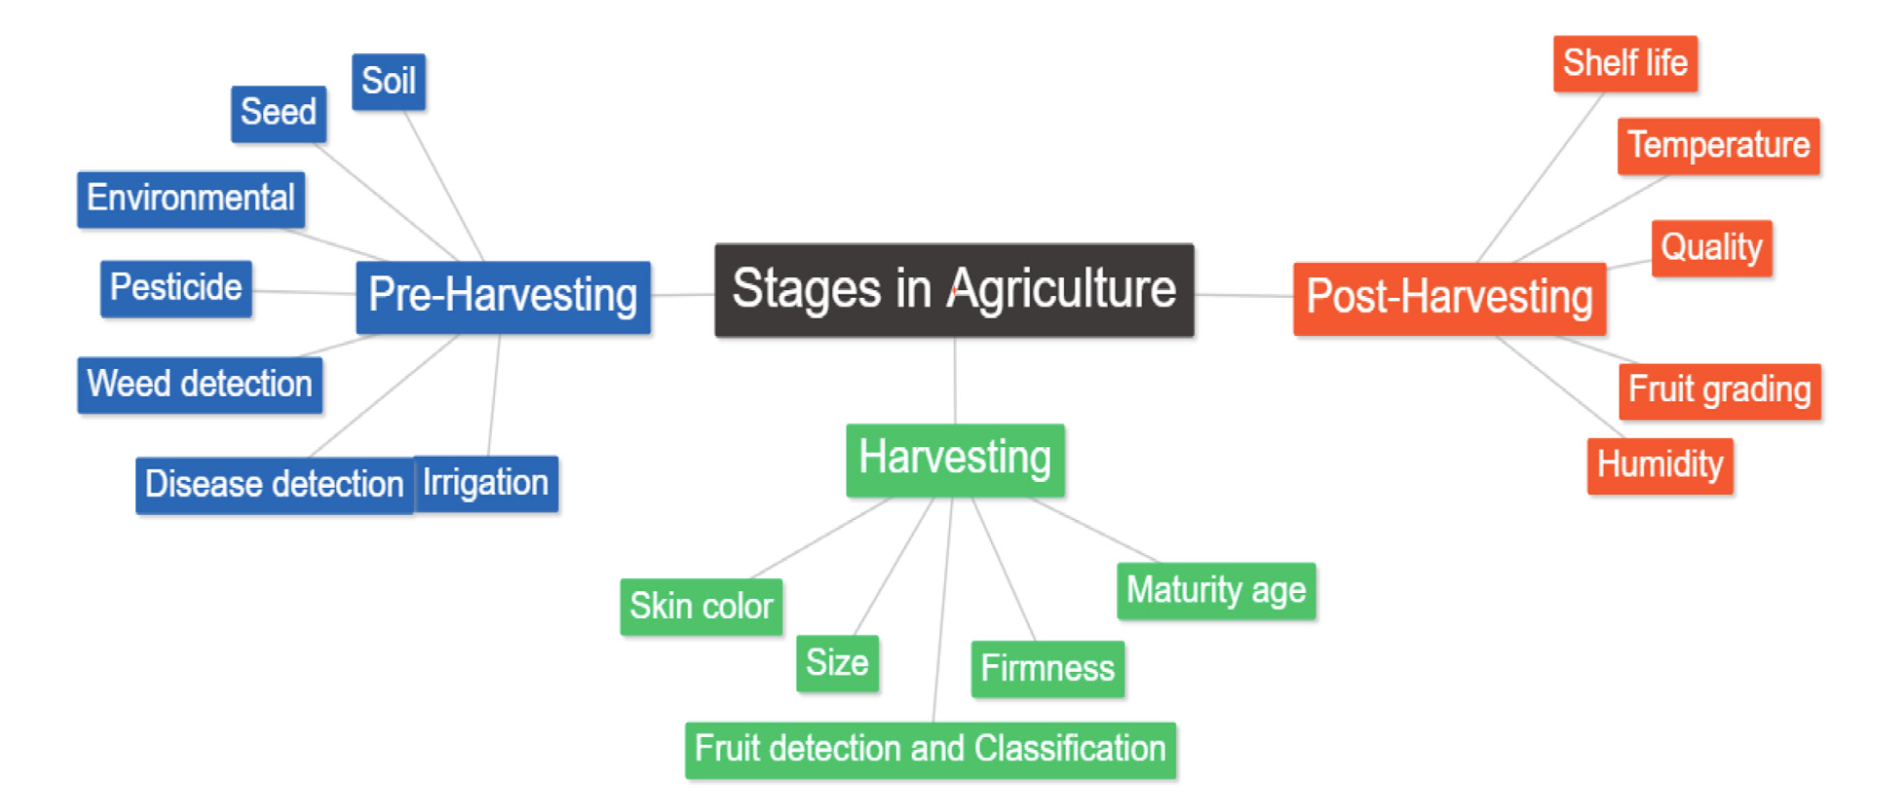 Stages in Agriculture
Pre-Harvesting
Soil
Seed
Environmental
Pesticide
Weed detection
Disease detection
Irrigation
Harvesting
Skin color
Size
Fruit detection and Classification
Firmness
Maturity age
Post-Harvesting
Shelf life
Temperature
Quality
Fruit grading
Humidity